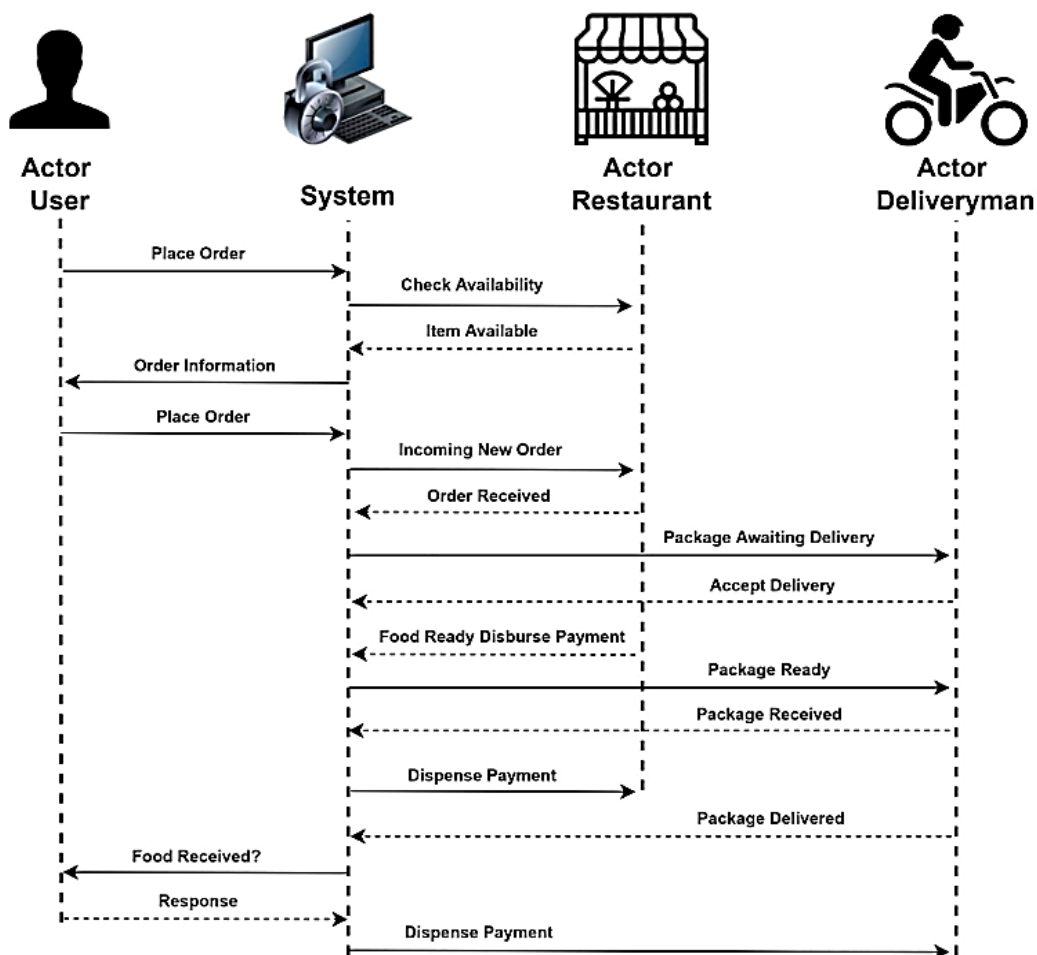 Actor
User
System
Actor
Restaurant
Actor
Deliveryman
Place Order
Check Availability
Item Available
Order Information
Place Order
Incoming New Order
Order Received
Package Awaiting Delivery
Accept Delivery
Food Ready Disburse Payment
Package Ready
Package Received
Dispense Payment
Package Delivered
Food Received?
Response
Dispense Payment